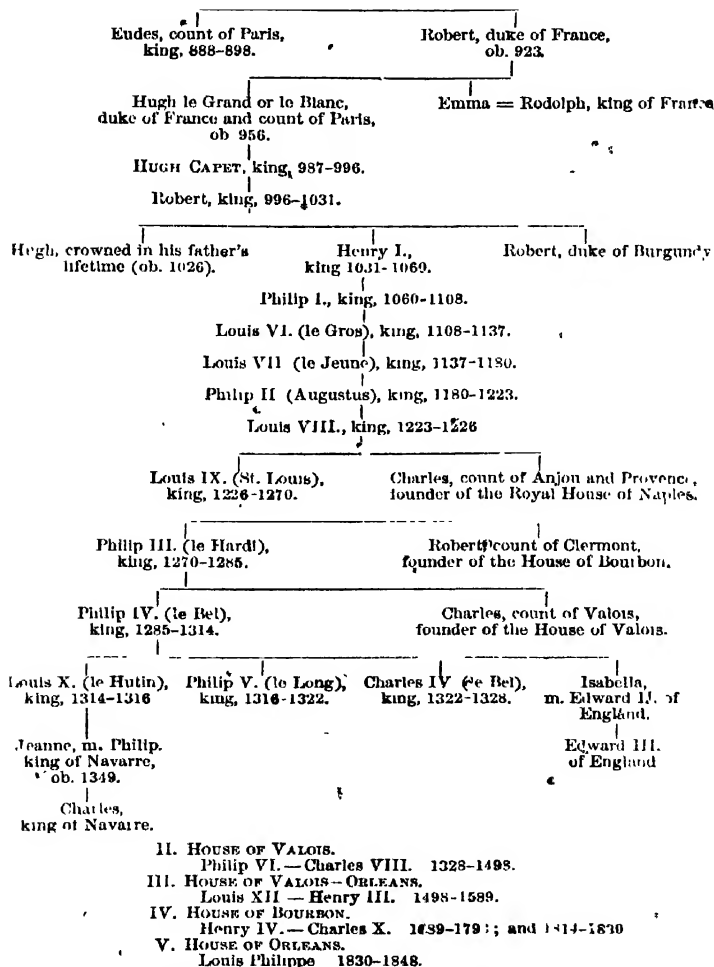 Eudes, count of Paris, Robert, duke of France,
king, 888-898. ob. 923.
Hugh le Grand or le Blanc, Emma = Rodolph, king of France
duke of France and count of Paris,
ob 956.
HUGH CAPET, king, 987-996.
Robert, king, 996-1031.
Hugh, crowned in his father's Henry I., Robert, duke of Burgundy
lifetime (ob. 1026). king 1031-1060.
Philip I., king, 1060-1108.
Louis VI. (le Gros), king, 1108-1137.
Louis VII (le Jeune), king, 1137-1180.
Philip II (Augustus), king, 1180-1223.
Louis VIII., king, 1223-1226
Louis IX. (St. Louis), Charles, count of Anjou and Provence,
king, 1226-1270. founder of the Royal House of Naples.
Philip III. (le Hardi), Robert, count of Clermont,
king, 1270-1285. founder of the House of Bourbon.
Philip IV. (le Bel), Charles, count of Valois,
king, 1285-1314. founder of the House of Valois.
Louis X. (le Hutin), Philip V. (le Long), Charles IV (le Bel), Isabella,
king, 1314-1316 king, 1316-1322. king, 1322-1328. m. Edward II. of
England.
Jeanne, m. Philip. Edward III.
king of Navarre, of England
ob. 1349.
Charles,
king of Navarre.
II. HOUSE OF VALOIS.
Philip VI.—Charles VIII. 1328-1498.
III. HOUSE OF VALOIS-ORLEANS.
Louis XII — Henry III. 1498-1589.
IV. HOUSE OF BOURBON.
Henry IV.—Charles X. 1589-1793; and 1814-1830
V. HOUSE OF ORLEANS.
Louis Philippe 1830-1848.